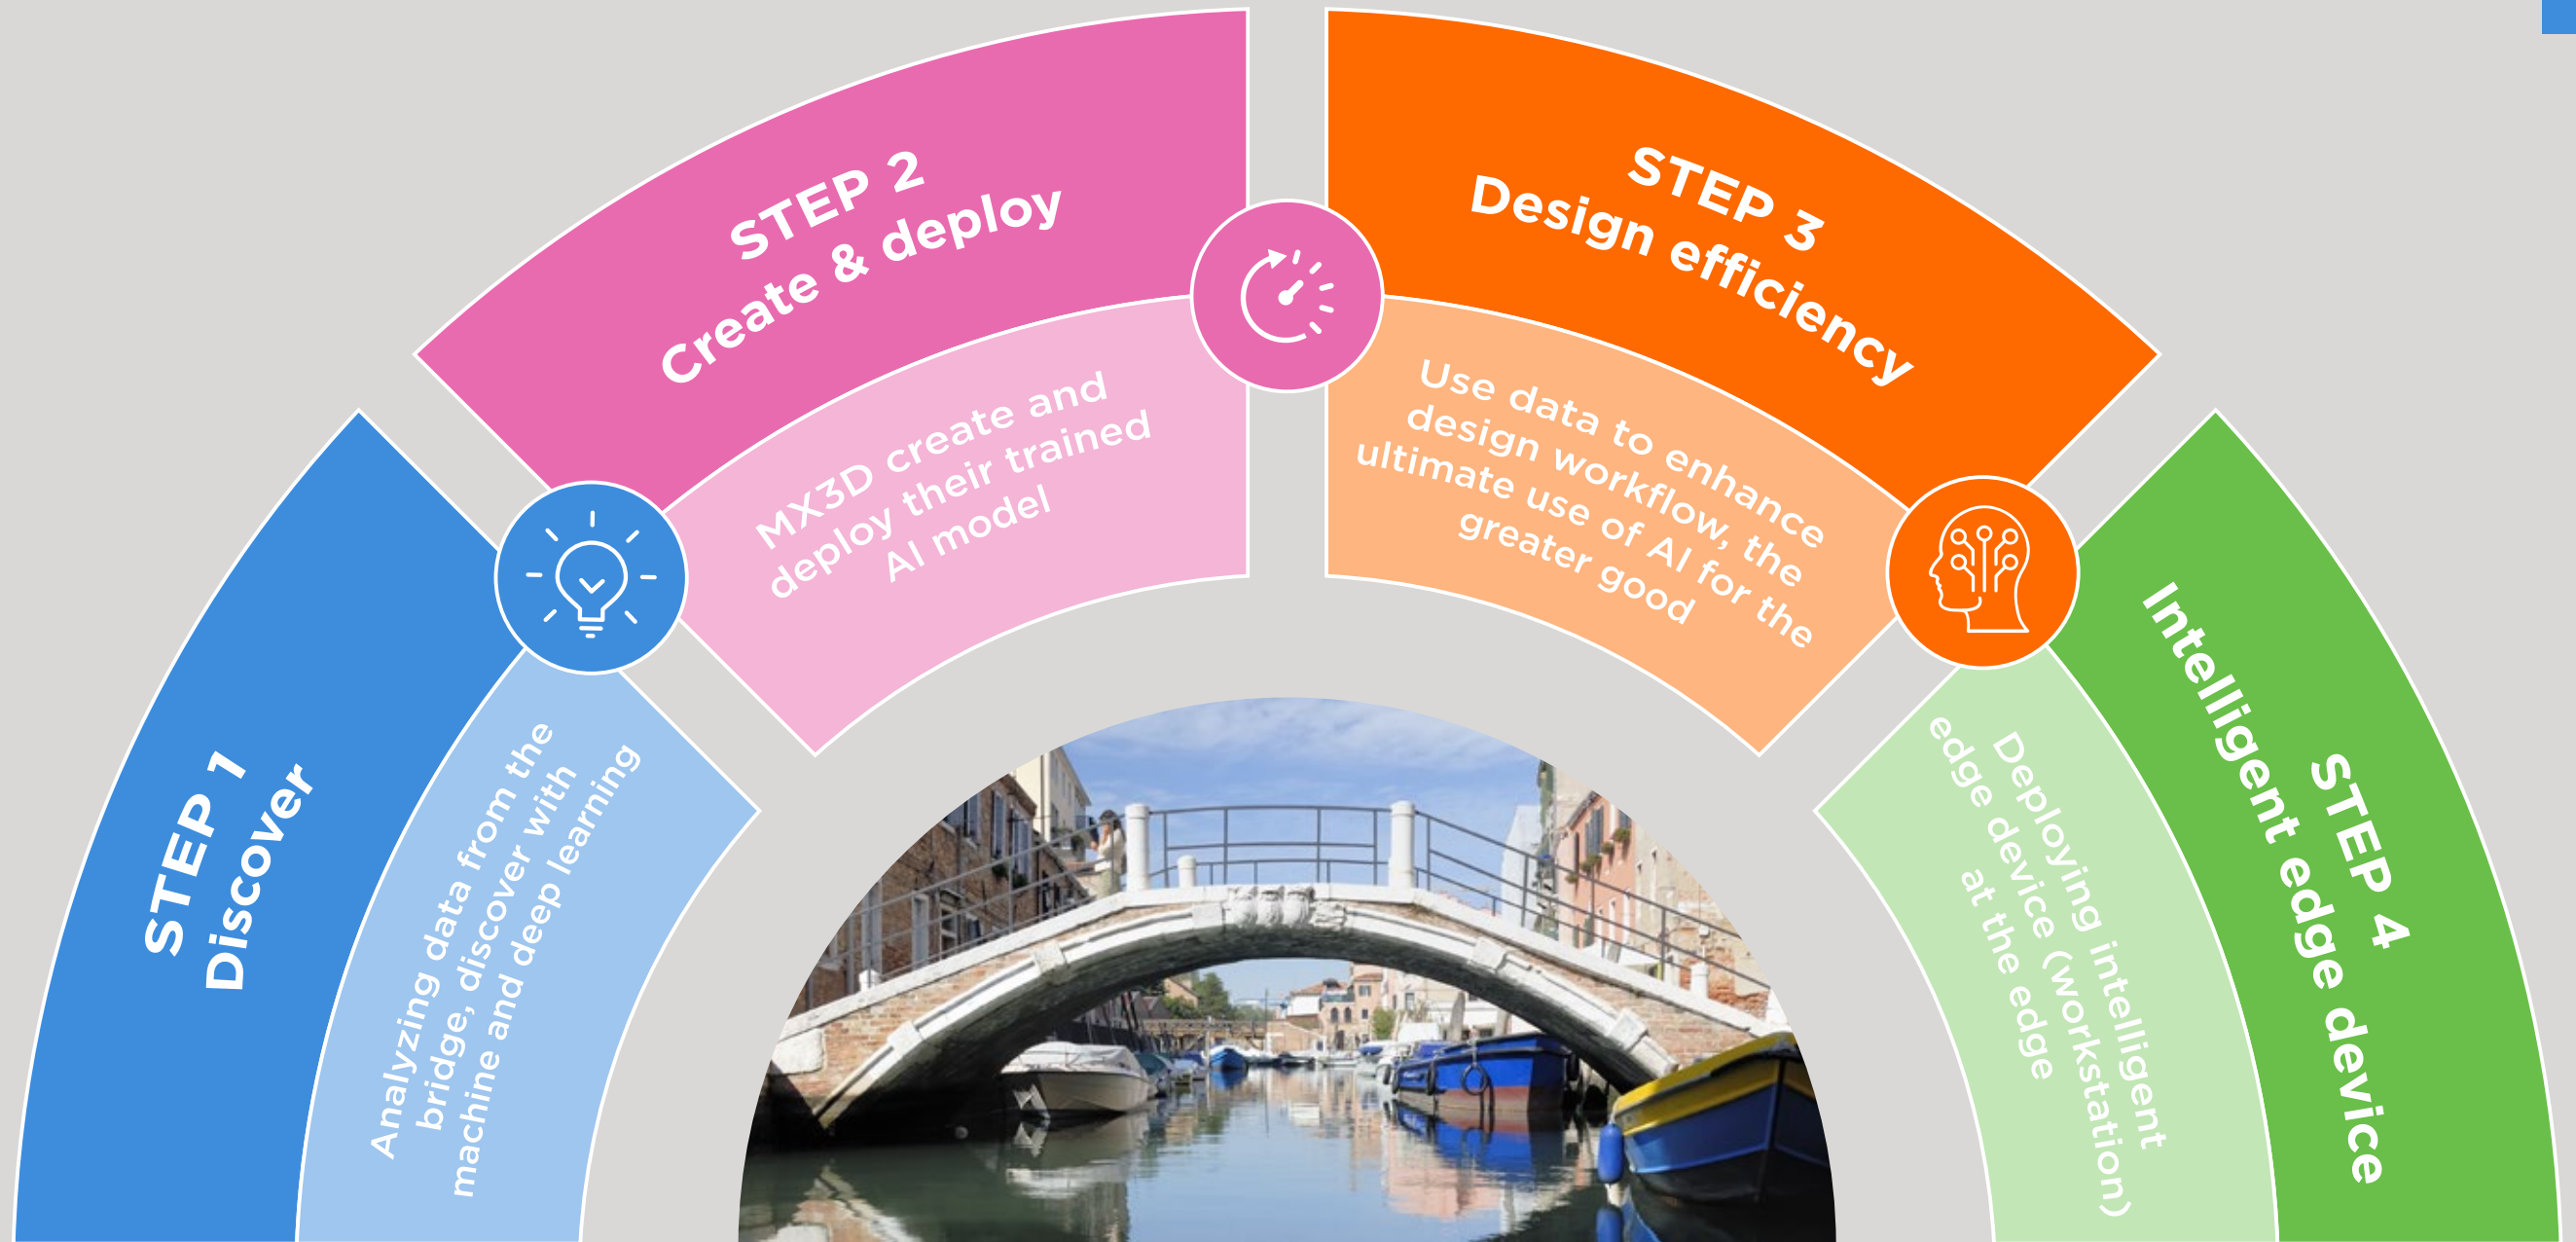 STEP 1
Discover
Analyzing data from the
bridge, discover with
machine and deep learning
STEP 2
Create & deploy
MX3D create and
deploy their trained
AI model
STEP 3
Design efficiency
Use data to enhance
design workflow, the
ultimate use of AI for the
greater good
STEP 4
Intelligent edge device
Deploying intelligent
edge device (workstation)
at the edge